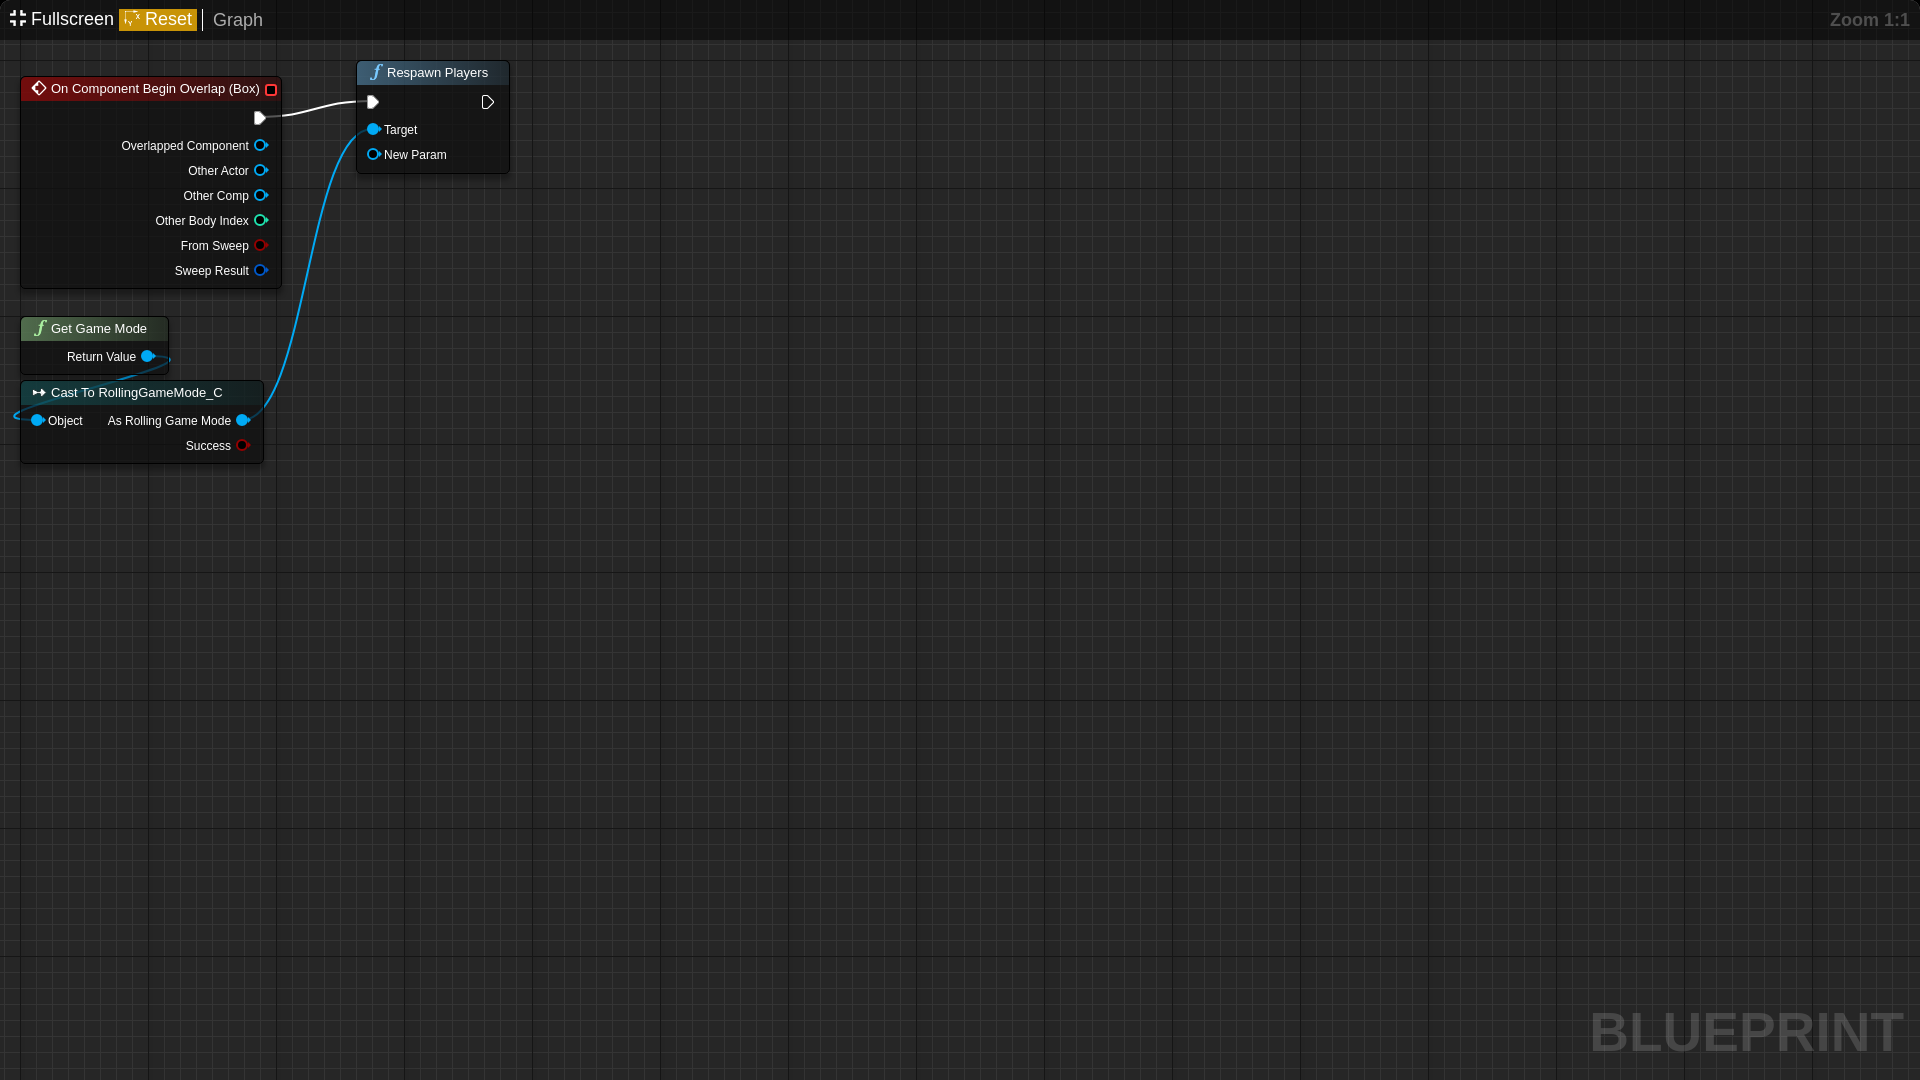 Fullscreen Reset Graph Zoom 1:1
On Component Begin Overlap (Box)
Overlapped Component
Other Actor
Other Comp
Other Body Index
From Sweep
Sweep Result
Respawn Players
Target
New Param
Get Game Mode
Return Value
Cast To RollingGameMode_C
Object As Rolling Game Mode
Success
BLUEPRINT